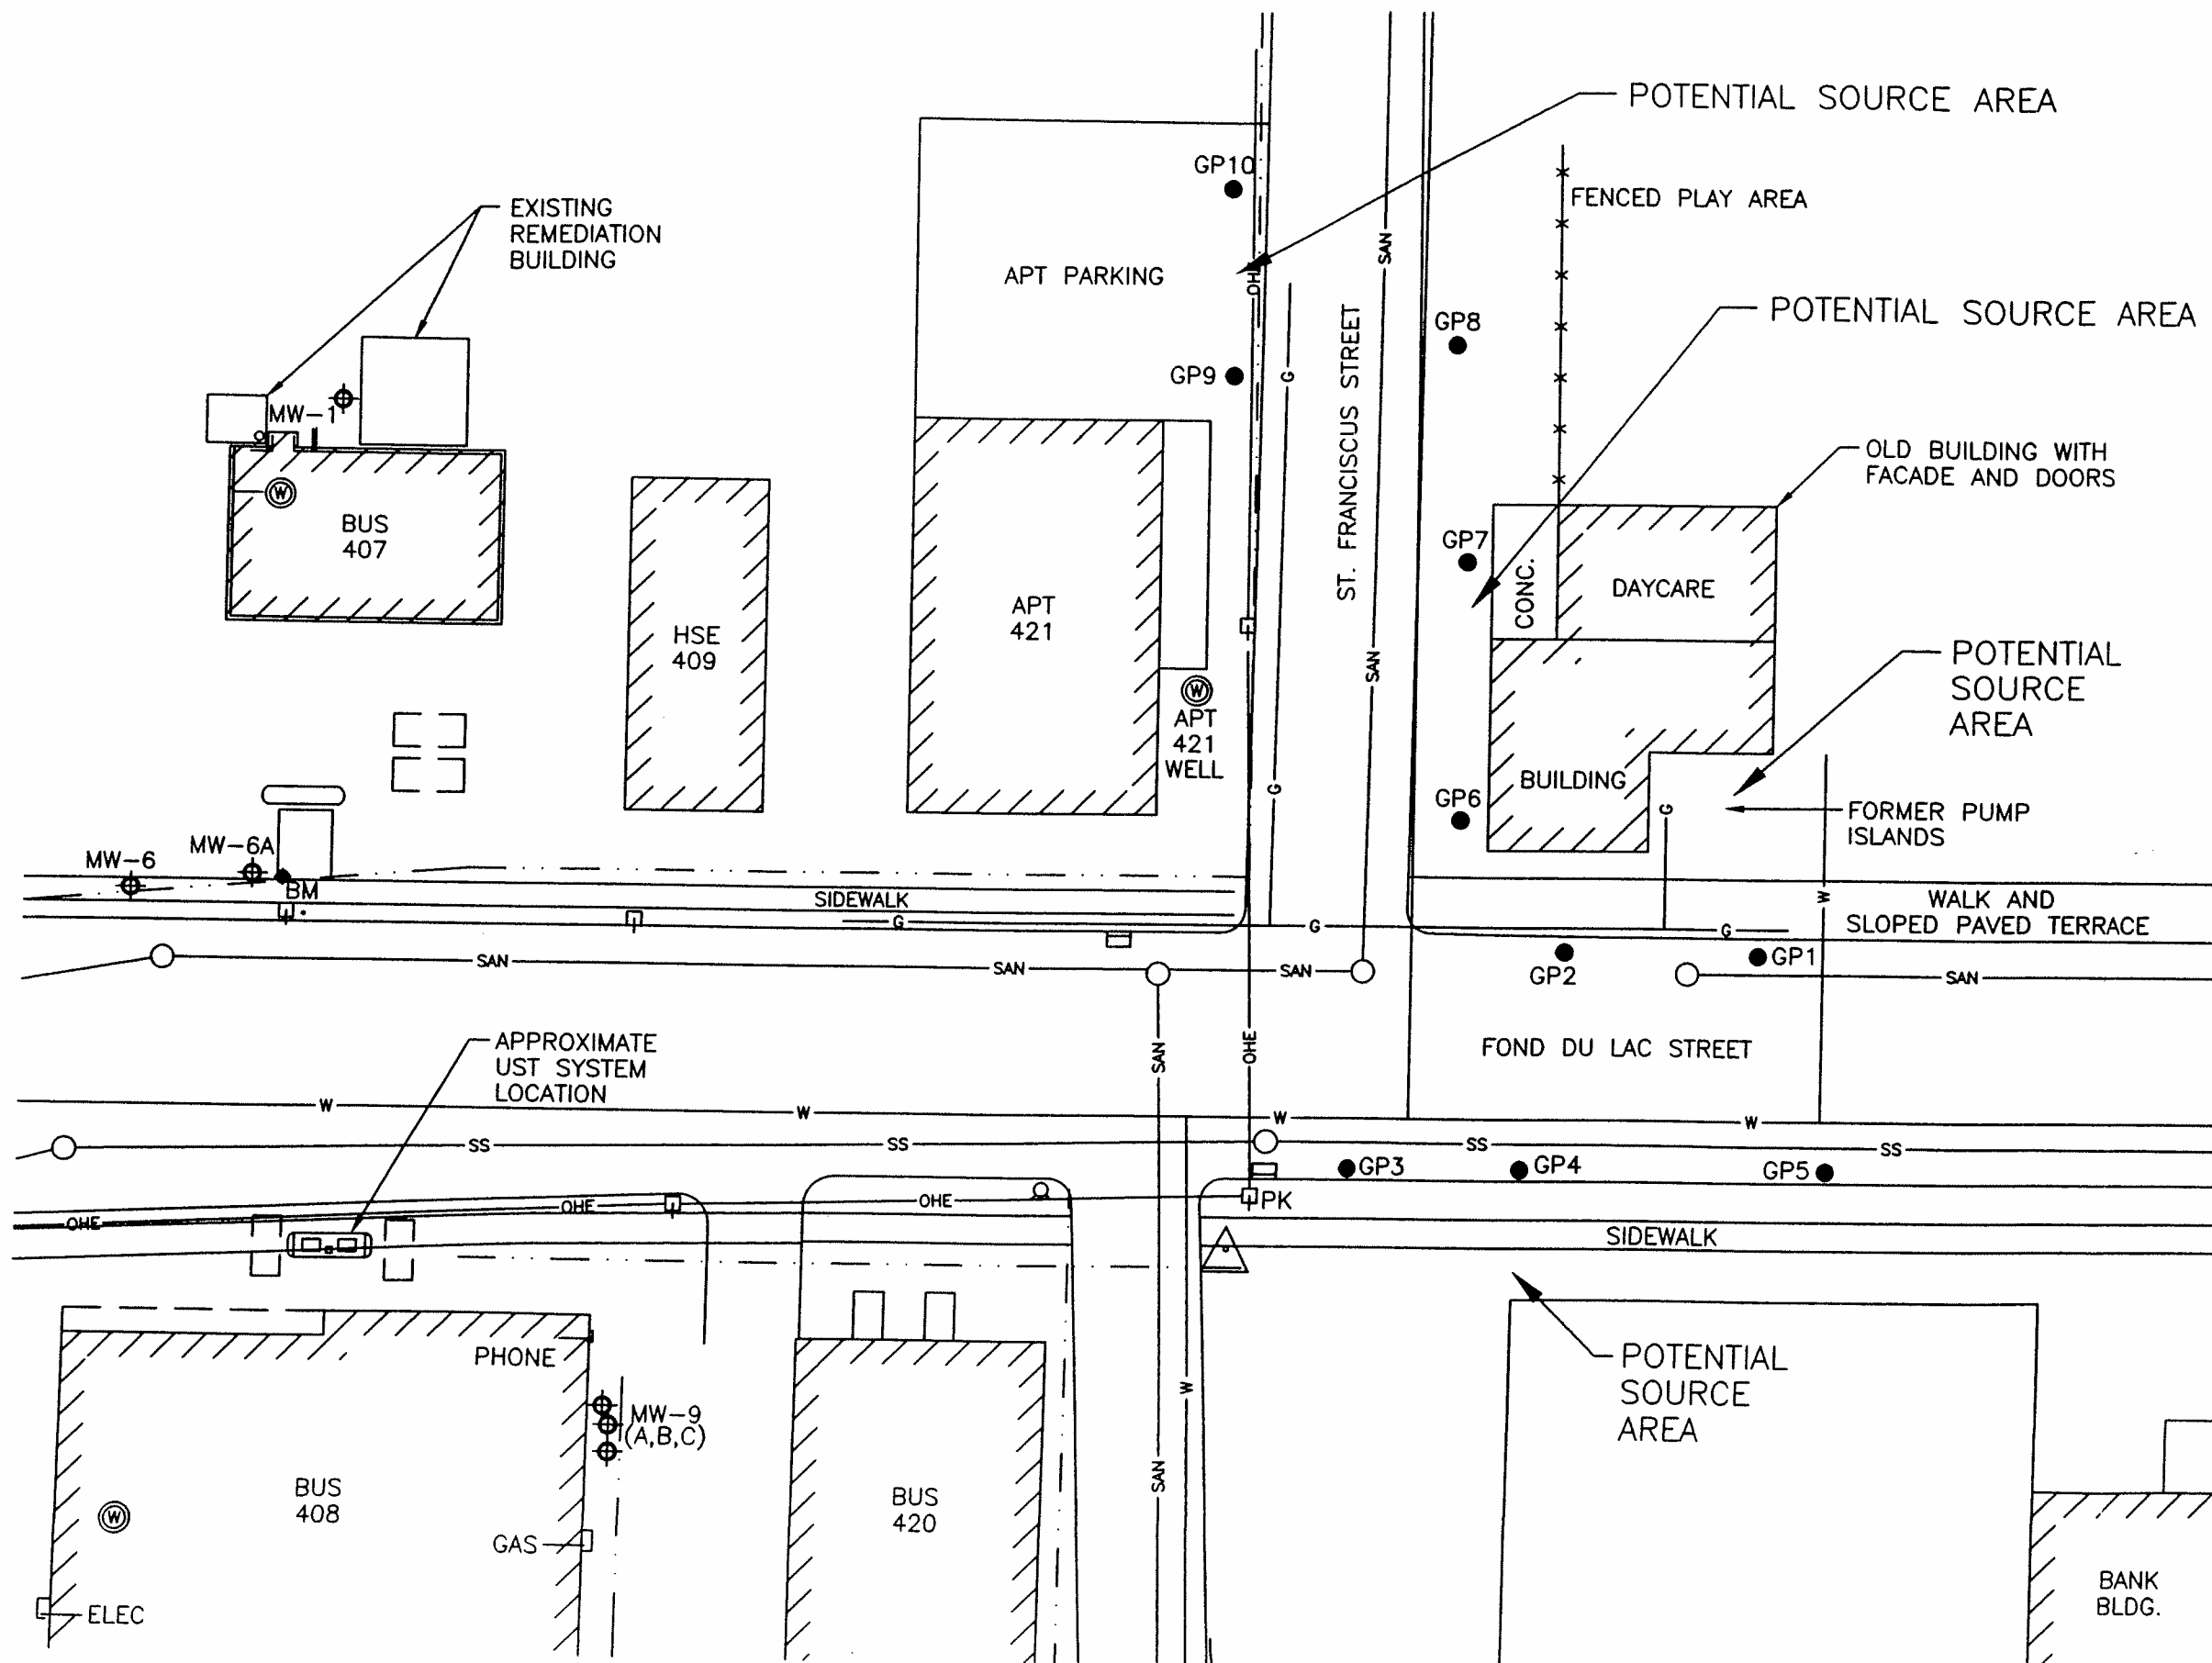 POTENTIAL SOURCE AREA
GP10
FENCED PLAY AREA
EXISTING
REMEDIATION
BUILDING
SAN
APT PARKING
OHE
POTENTIAL SOURCE AREA
GP8
ST. FRANCISCUS STREET
GP9
G
MW-1
OLD BUILDING WITH
FACADE AND DOORS
W
BUS
407
GP7
CONC.
DAYCARE
APT
421
HSE
409
SAN
POTENTIAL
SOURCE
AREA
W
APT
421
WELL
BUILDING
G
GP6
G
FORMER PUMP
ISLANDS
MW-6A
MW-6
BM
SIDEWALK
W
WALK AND
SLOPED PAVED TERRACE
G
G
G
SAN
SAN
SAN
GP2
GP1
SAN
APPROXIMATE
UST SYSTEM
LOCATION
SAN
OHE
FOND DU LAC STREET
W
W
W
W
SS
SS
SS
SS
GP3
GP4
GP5
OHE
OHE
OHE
PK
SIDEWALK
PHONE
POTENTIAL
SOURCE
AREA
W
MW-9
(A,B,C)
BUS
408
W
BUS
420
SAN
GAS
ELEC
BANK
BLDG.